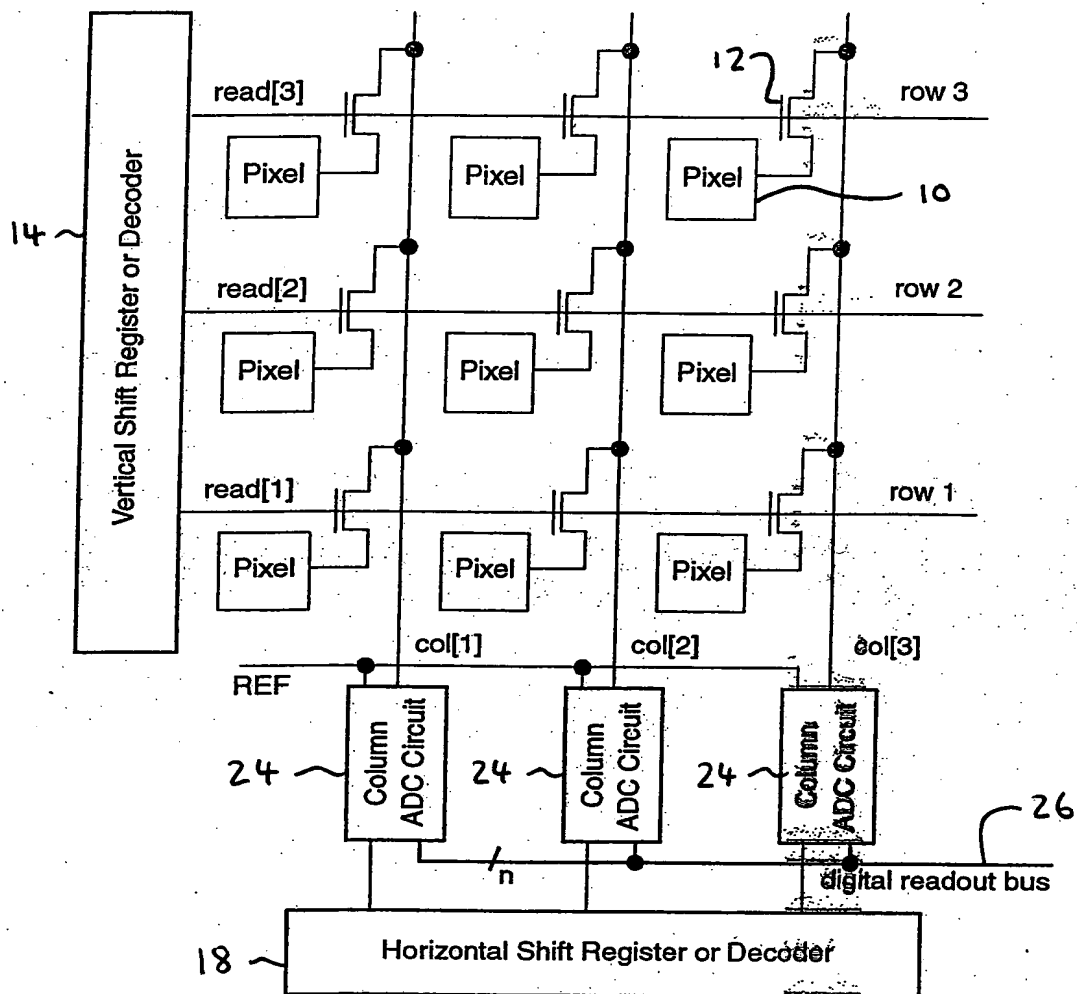 12
read[3]
row 3
Pixel
Pixel
Pixel
10
14
Vertical Shift Register or Decoder
read[2]
row 2
Pixel
Pixel
Pixel
read[1]
row 1
Pixel
Pixel
Pixel
col[1]
col[2]
col[3]
REF
24
Column
ADC Circuit
24
Column
ADC Circuit
24
Column
ADC Circuit
26
n
digital readout bus
18
Horizontal Shift Register or Decoder